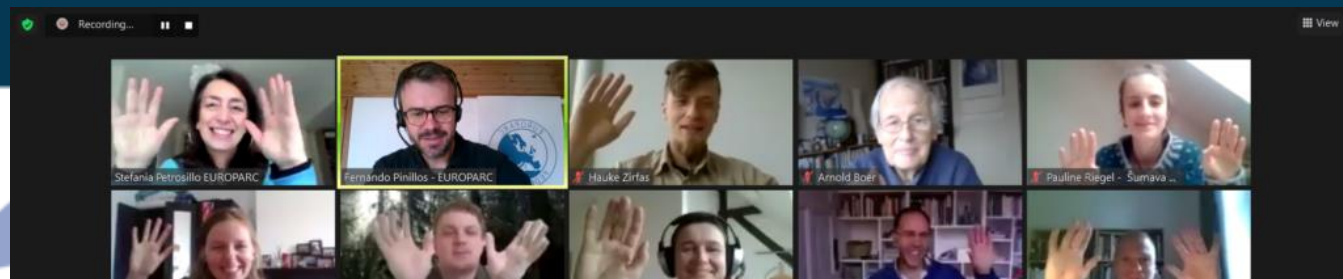 Recording...
View
Stefania Petrosillo EUROPARC
Fernando Pinillos - EUROPARC
Hauke Zirfas
Arnold Boer
Pauline Riegel - Šumava ...